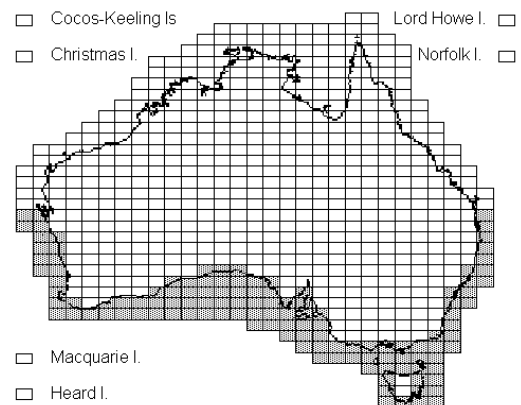 Cocos-Keeling Is
Lord Howe I.
Christmas I.
Norfolk I.
Macquarie I.
Heard I.